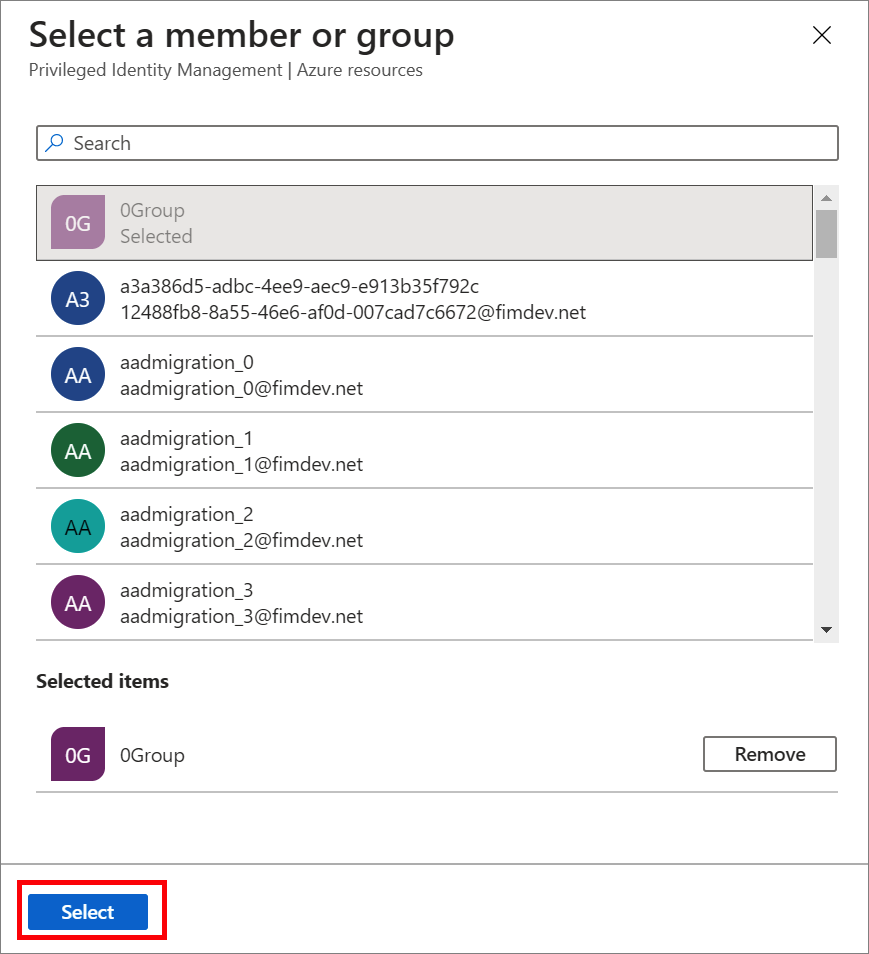 Select a member or group
Privileged Identity Management | Azure resources
Search
0G
0Group
Selected
A3
a3a386d5-adbc-4ee9-aec9-e913b35f792c
12488fb8-8a55-46e6-af0d-007cad7c6672@fimdev.net
AA
aadmigration_0
aadmigration_0@fimdev.net
AA
aadmigration_1
aadmigration_1@fimdev.net
AA
aadmigration_2
aadmigration_2@fimdev.net
AA
aadmigration_3
aadmigration_3@fimdev.net
Selected items
0G
0Group
Remove
Select